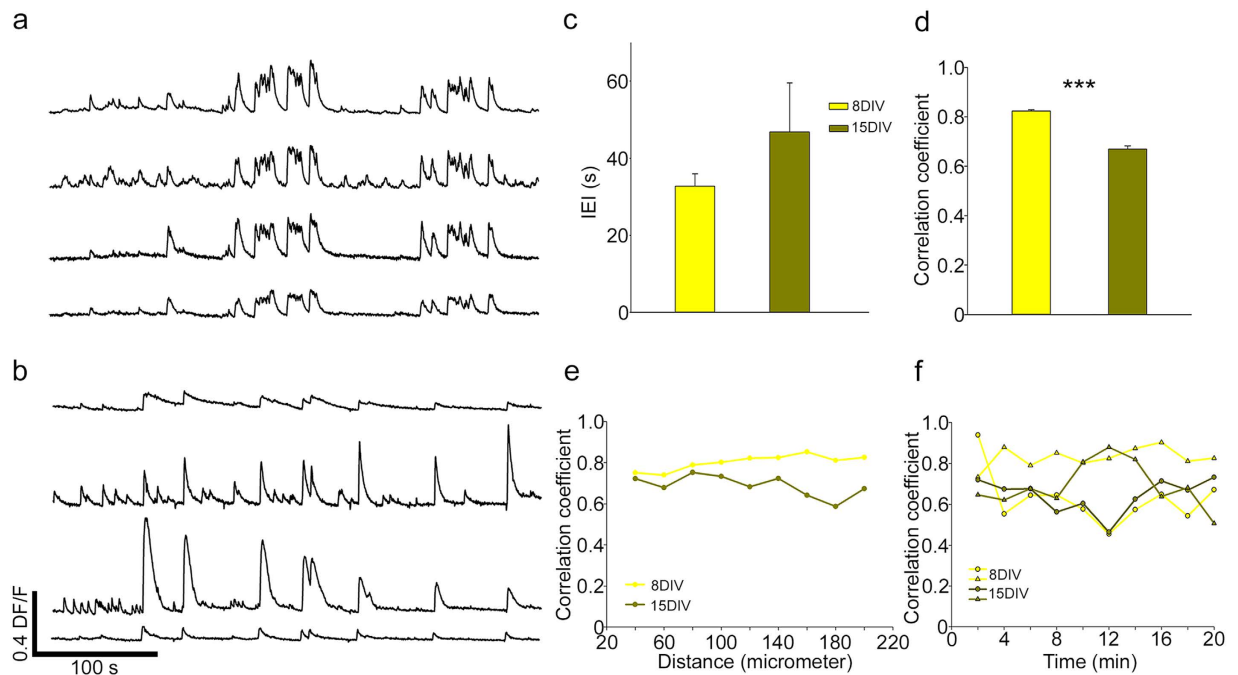 a
b
0.4 DF/F
100 s
c
60
40
20
0
IEI (s)
8DIV
15DIV
d
***
1.0
0.8
0.6
0.4
0.2
0
Correlation coefficient
e
1.0
0.8
0.6
0.4
0.2
0
Correlation coefficient
8DIV
15DIV
20 60 100 140 180 220
Distance (micrometer)
f
1.0
0.8
0.6
0.4
0.2
0
Correlation coefficient
8DIV
15DIV
0 2 4 8 12 16 20
Time (min)